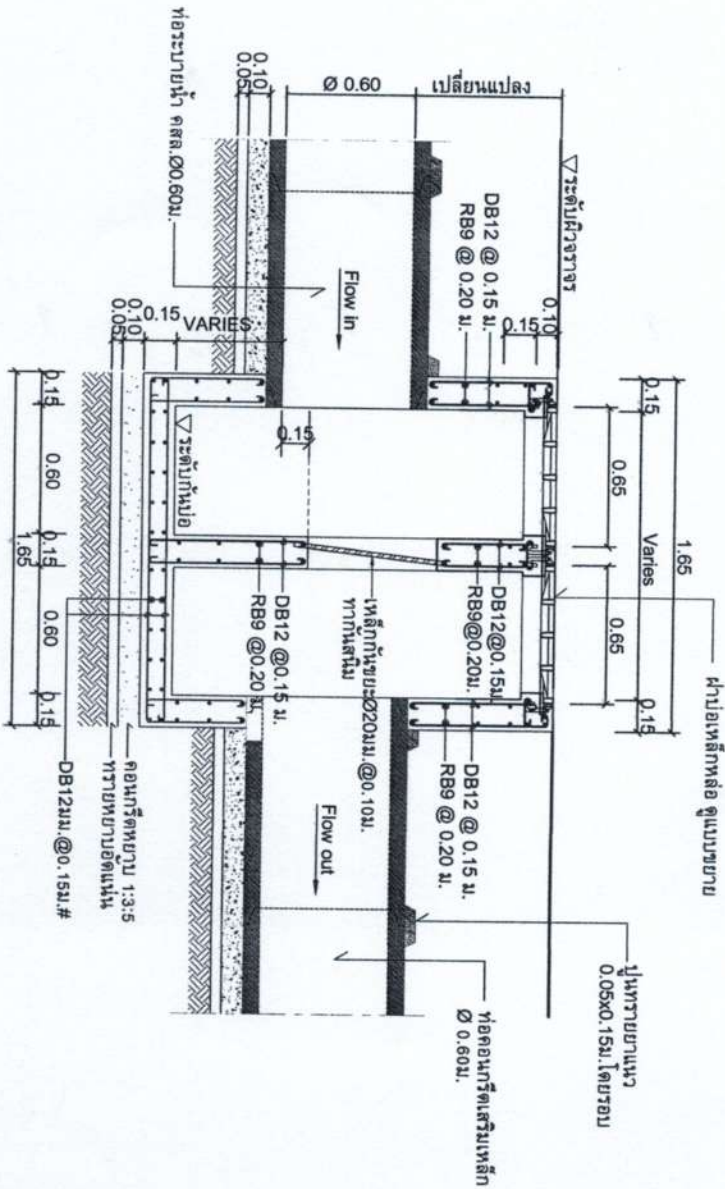 ฝาบ่อเหล็กหล่อ ดูแบบขยาย
1.65
0.15
Varies
0.15
0.65
0.65
ปูนทรายยาแนว
0.05x0.15ม.โดยรอบ
ท่อคอนกรีตเสริมเหล็ก
Ø 0.60ม.
▽ระดับผิวจราจร
0.10
0.15
DB12 @ 0.15 ม.
RB9 @ 0.20 ม.
DB12@0.15ม.
RB9@0.20ม.
DB12 @ 0.15 ม.
RB9 @ 0.20 ม.
เปลี่ยนแปลง
Ø 0.60
0.10
0.05
ท่อระบายน้ำ คสล.Ø0.60ม.
Flow in
Flow out
เหล็กกันขยะØ20มม.@0.10ม.
ทากันสนิม
0.15
DB12 @0.15 ม.
RB9 @0.20 ม.
▽ระดับก้นบ่อ
VARIES
0.15
0.10
0.05
0.15
0.60
0.15
0.60
0.15
1.65
คอนกรีตหยาบ 1:3:5
ทรายหยาบอัดแน่น
DB12มม.@0.15ม.#